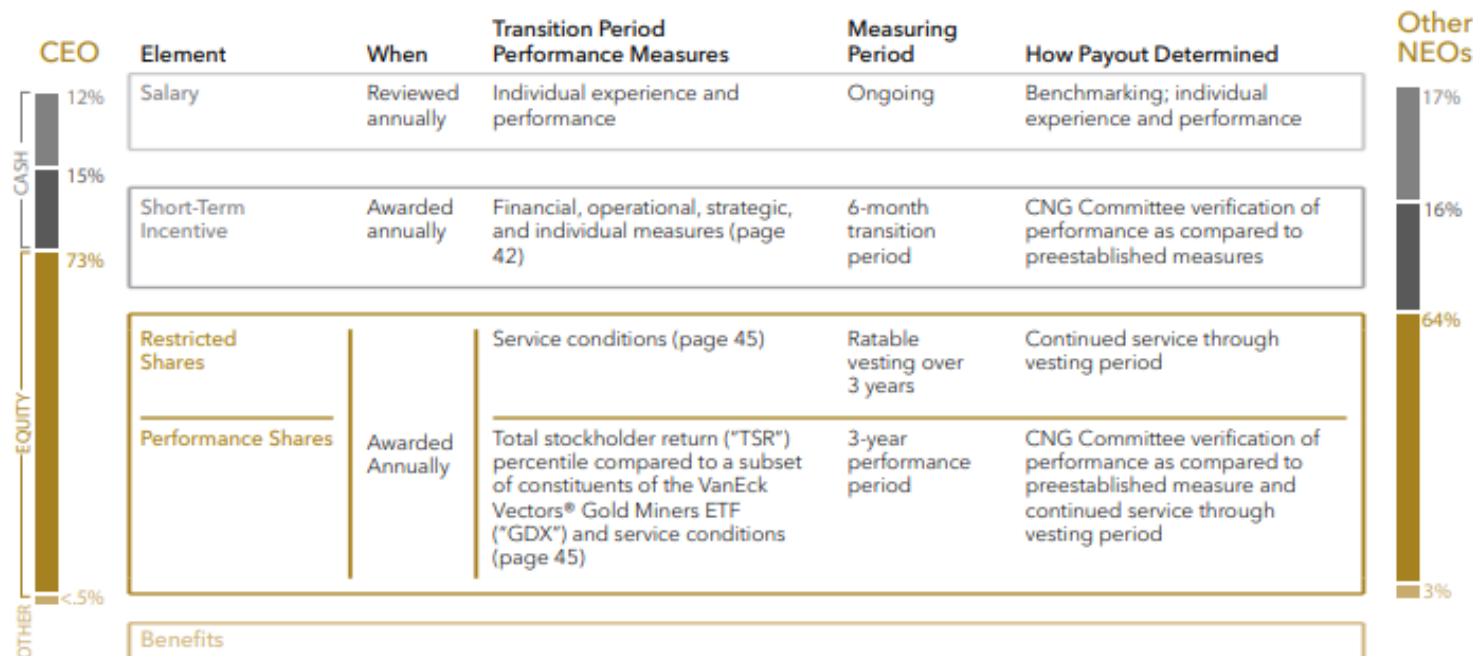 CEO
Element
When
Transition Period
Performance Measures
Measuring
Period
How Payout Determined
Other
NEOs
CASH
12%
15%
EQUITY
73%
<.5%
OTHER
Salary
Reviewed
annually
Individual experience and
performance
Ongoing
Benchmarking; individual
experience and performance
Short-Term
Incentive
Awarded
annually
Financial, operational, strategic,
and individual measures (page
42)
6-month
transition
period
CNG Committee verification of
performance as compared to
preestablished measures
Restricted
Shares
Service conditions (page 45)
Ratable
vesting over
3 years
Continued service through
vesting period
Performance Shares
Awarded
Annually
Total stockholder return ("TSR")
percentile compared to a subset
of constituents of the VanEck
Vectors® Gold Miners ETF
("GDX") and service conditions
(page 45)
3-year
performance
period
CNG Committee verification of
performance as compared to
preestablished measure and
continued service through
vesting period
Benefits
17%
16%
64%
3%